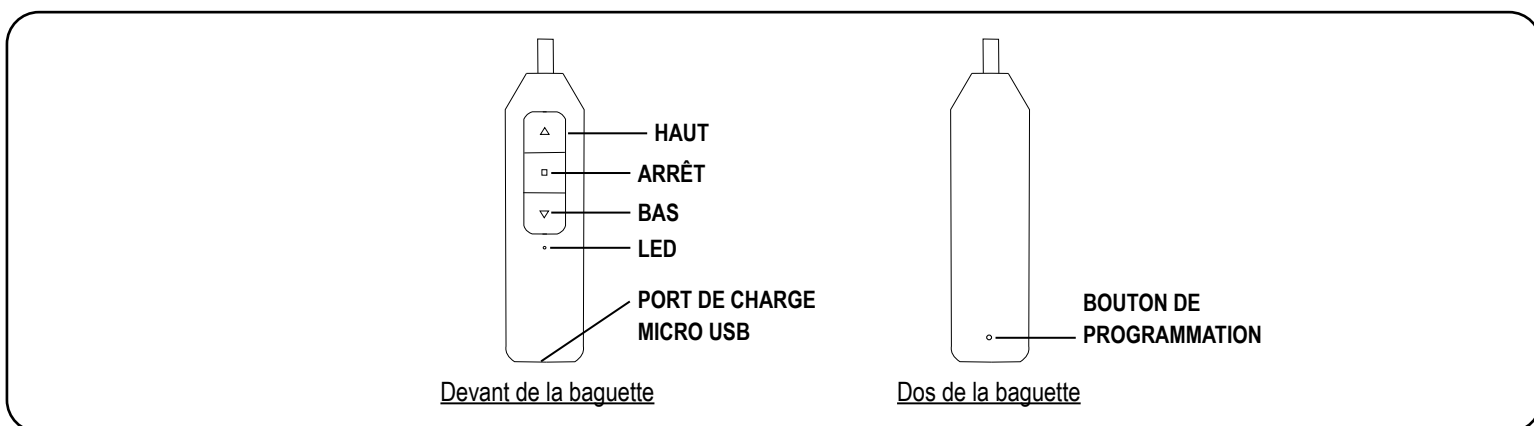 HAUT
ARRÊT
BAS
LED
PORT DE CHARGE
MICRO USB
Devant de la baguette
BOUTON DE
PROGRAMMATION
Dos de la baguette